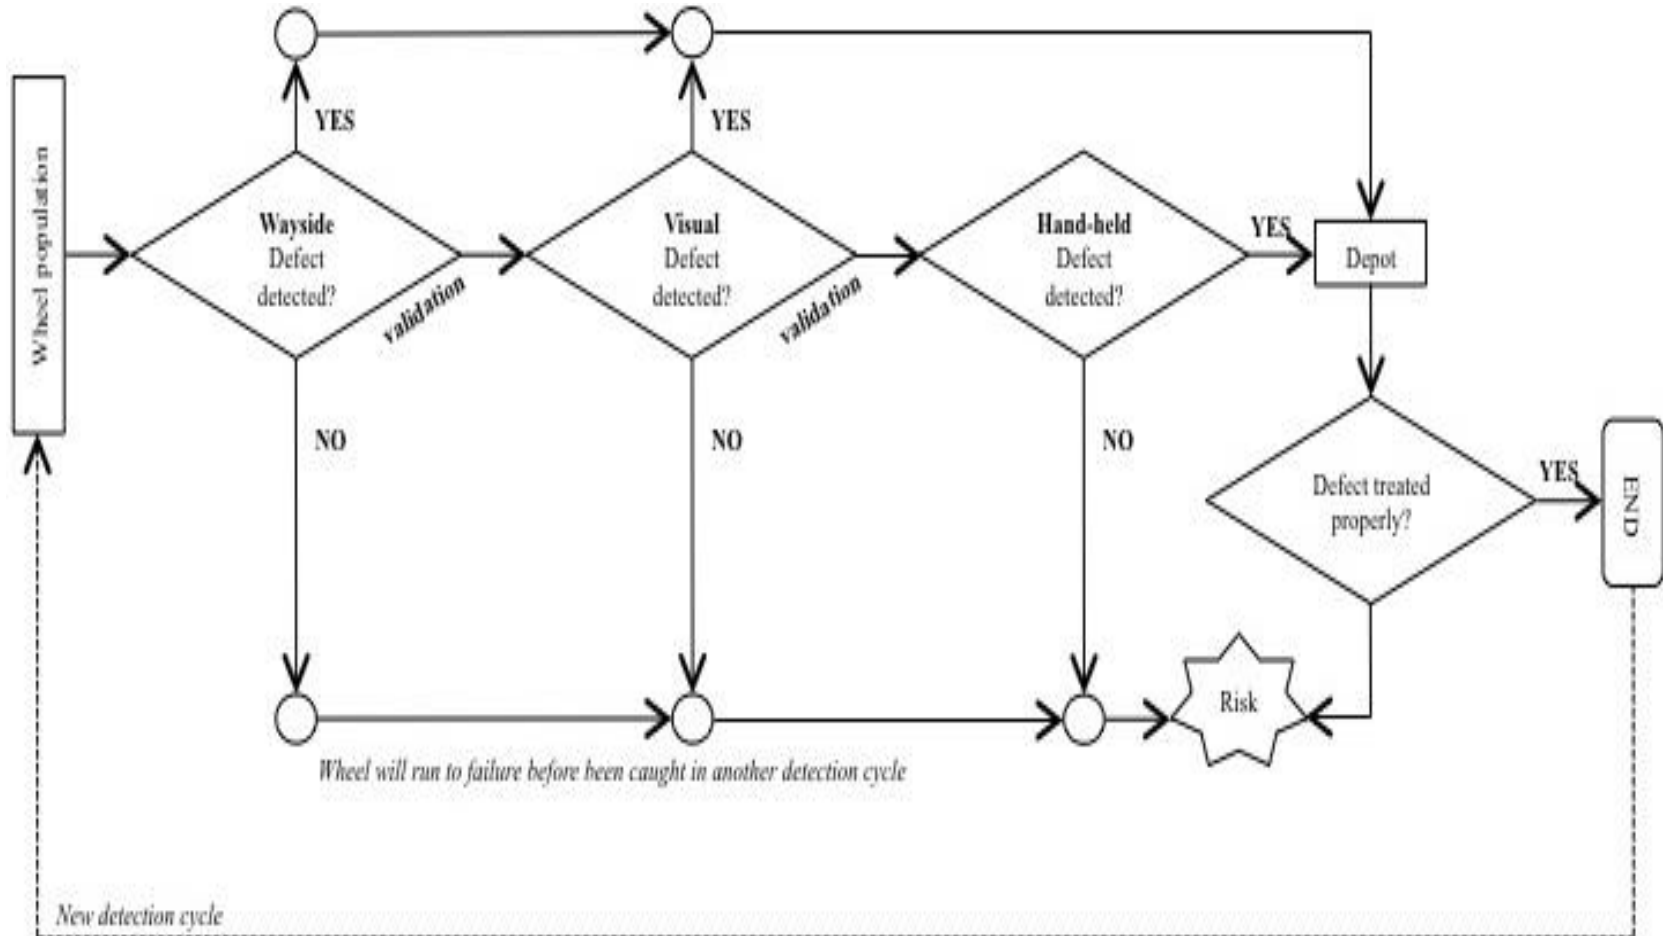 Wheel population
YES
Wayside
Defect
detected?
validation
NO
YES
Visual
Defect
detected?
validation
NO
Hand-held
Defect
detected?
YES
NO
Depot
Defect treated
properly?
YES
END
Risk
Wheel will run to failure before been caught in another detection cycle
New detection cycle